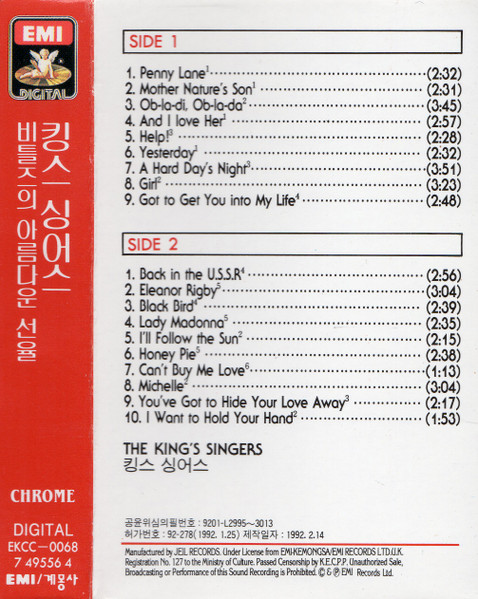 EMI
DIGITAL
킹스 싱어스
비틀즈의 아름다운 선율
CHROME
DIGITAL
EKCC-0068
7 49556 4
EMI/계몽사
SIDE 1
1. Penny Lane¹ (2:32)
2. Mother Nature's Son¹ (2:31)
3. Ob-la-di, Ob-la-da² (3:45)
4. And I love Her¹ (2:57)
5. Help!³ (2:28)
6. Yesterday¹ (2:32)
7. A Hard Day's Night³ (3:51)
8. Girl² (3:23)
9. Got to Get You into My Life⁴ (2:48)
SIDE 2
1. Back in the U.S.S.R⁴ (2:56)
2. Eleanor Rigby⁵ (3:04)
3. Black Bird⁴ (2:39)
4. Lady Madonna⁵ (2:35)
5. I'll Follow the Sun² (2:15)
6. Honey Pie⁵ (2:38)
7. Can't Buy Me Love⁶ (1:13)
8. Michelle² (3:04)
9. You've Got to Hide Your Love Away³ (2:17)
10. I Want to Hold Your Hand² (1:53)
THE KING'S SINGERS
킹스 싱어스
공윤위심의필번호 : 9201-L2995~3013
허가번호 : 92-278(1992. 1.25) 제작일자 : 1992. 2.14
Manufactured by JEIL RECORDS. Under License from EMI-KEMONGSA/EMI RECORDS LTD.U.K.
Registration No. 127 to the Ministry of Culture. Passed Censorship by K.E.C.P.P. Unauthorized Sale,
Broadcasting or Performance of this Sound Recording is Prohibited. © & ℗ EMI Records Ltd.